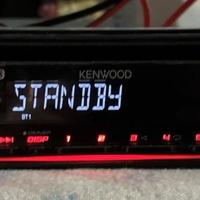 KENWOOD
STANDBY
BT1
DISP 1 2 3 4